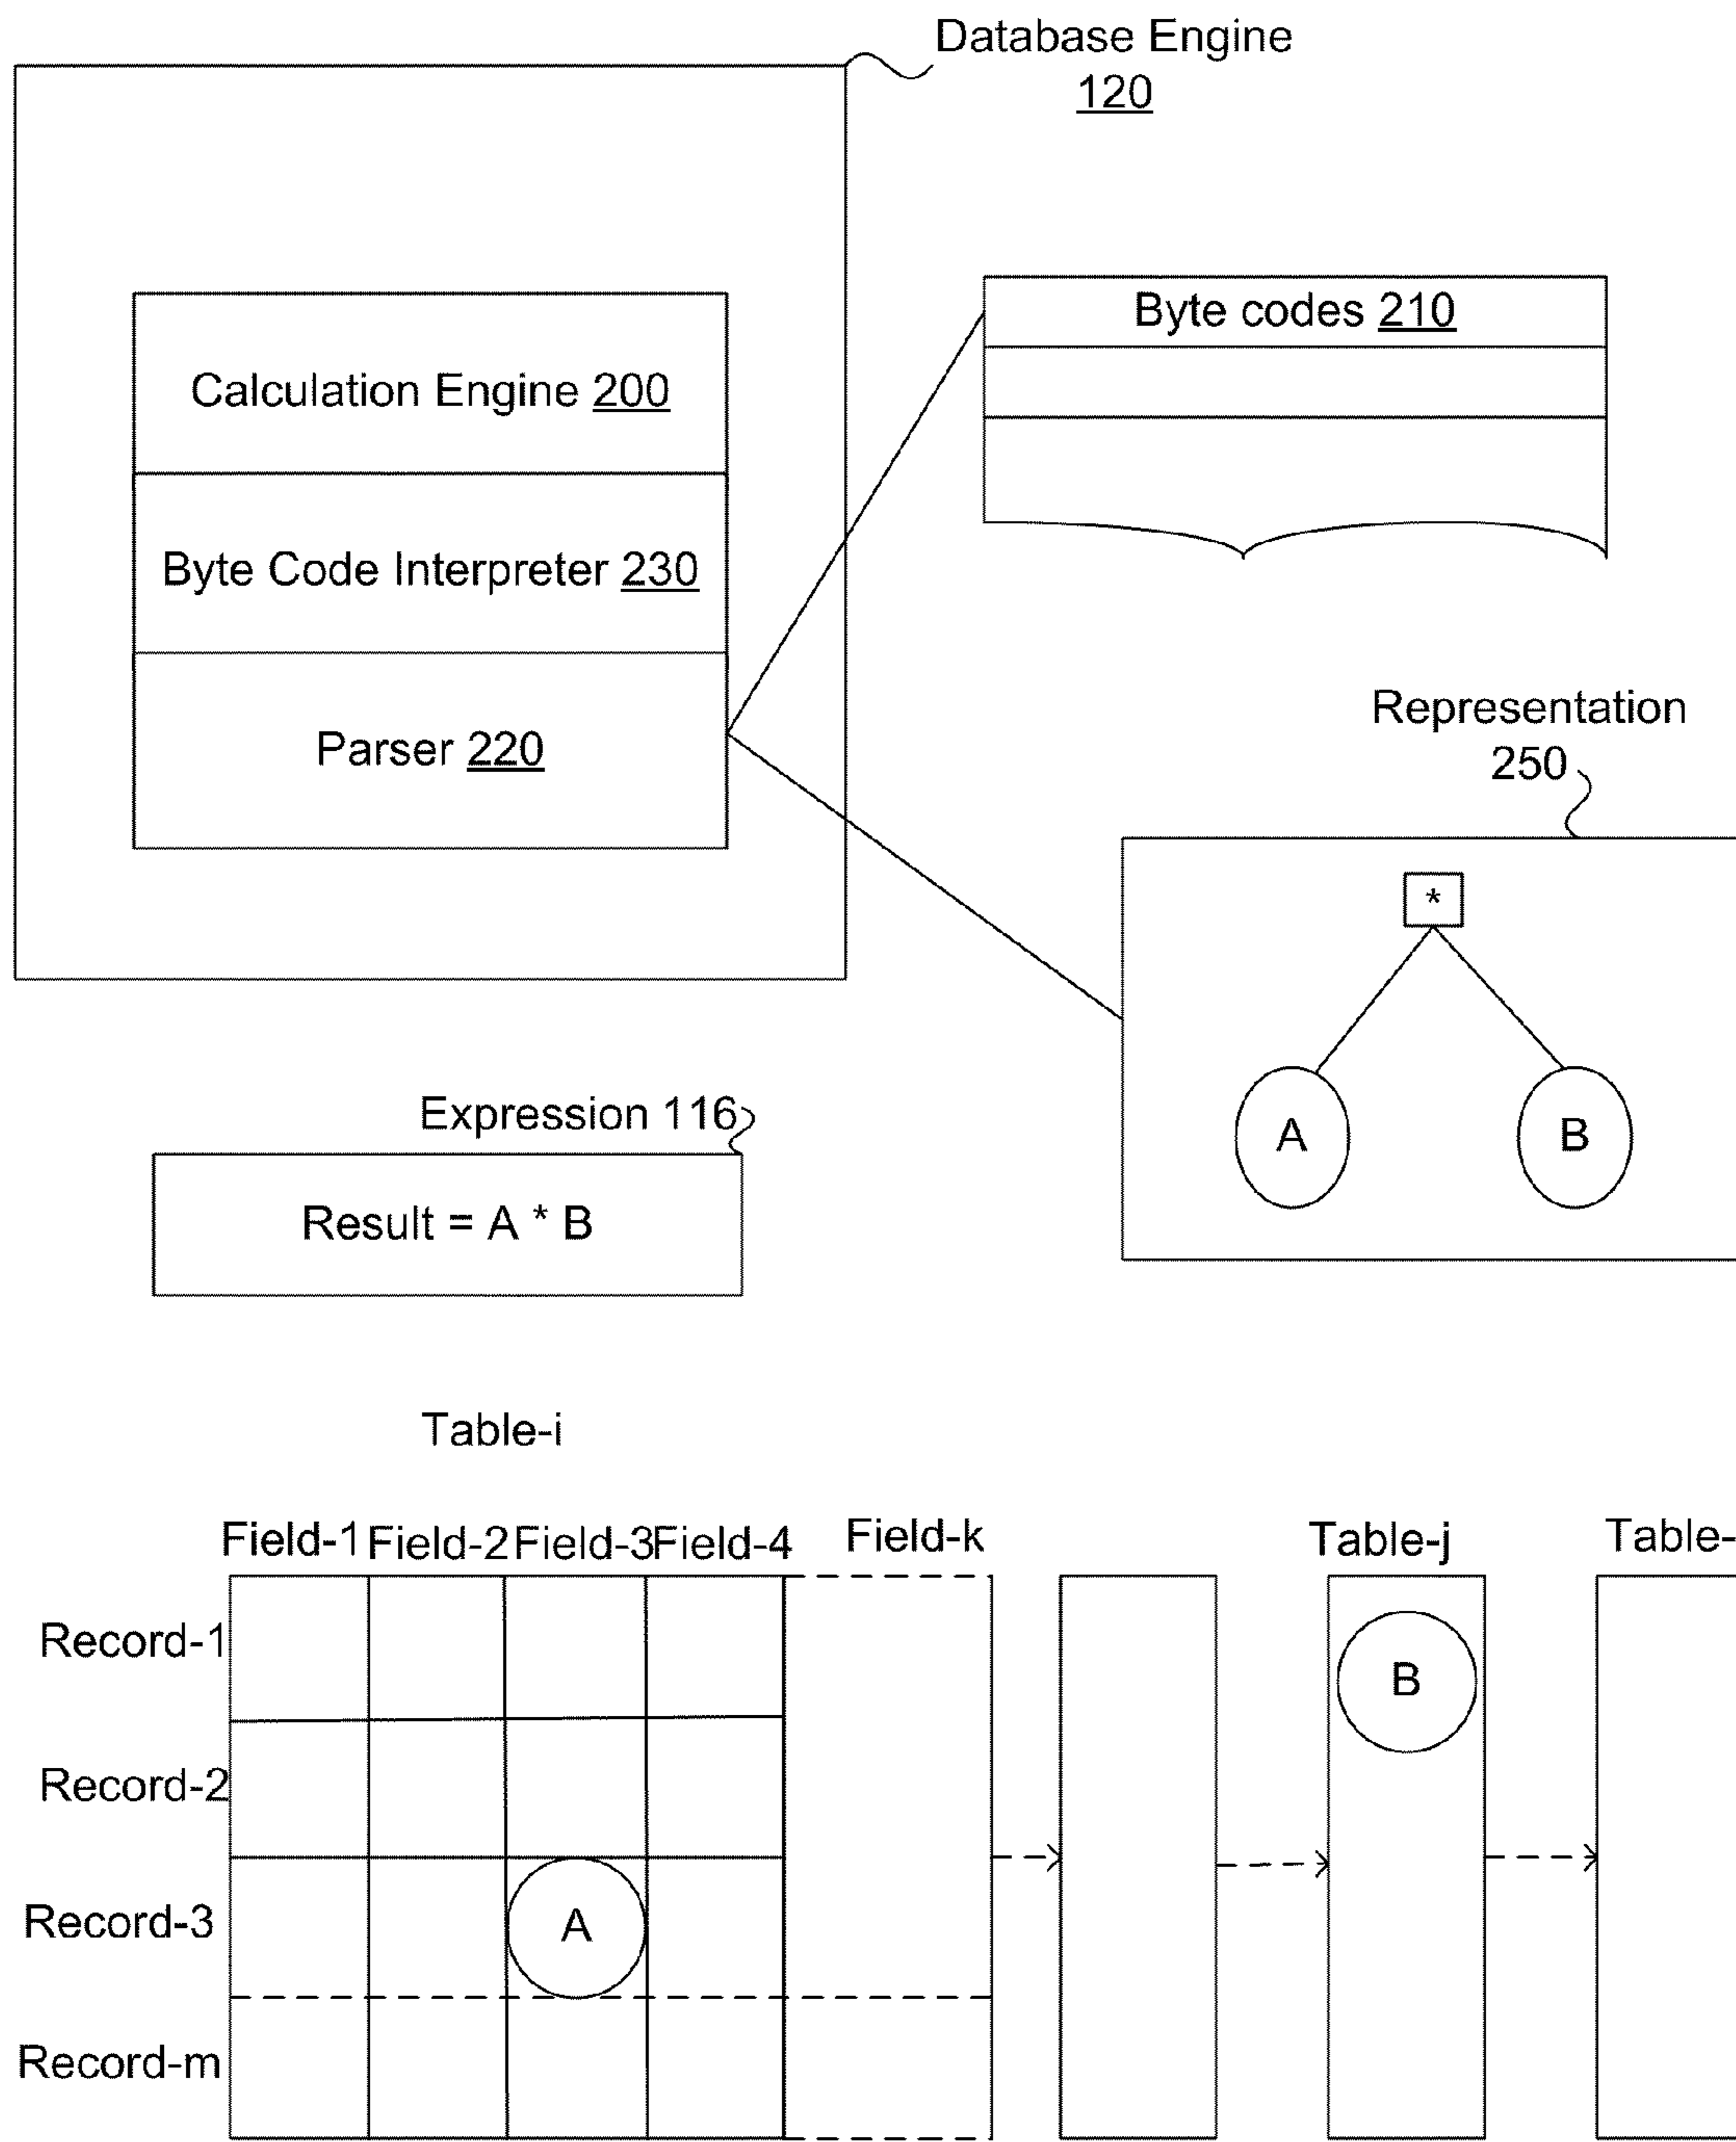 Database Engine
120
Calculation Engine 200
Byte Code Interpreter 230
Parser 220
Byte codes 210
Representation
250
*
A
B
Expression 116
Result = A * B
Table-i
Field-1 Field-2 Field-3 Field-4 Field-k
Table-j
Table-
Record-1
Record-2
Record-3
Record-m
A
B